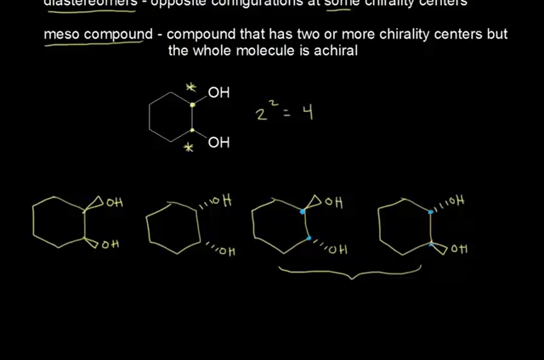 diastereomers - opposite configurations at some chirality centers
meso compound - compound that has two or more chirality centers but
the whole molecule is achiral
* OH
2² = 4
* OH
OH OH OH OH
OH OH OH OH